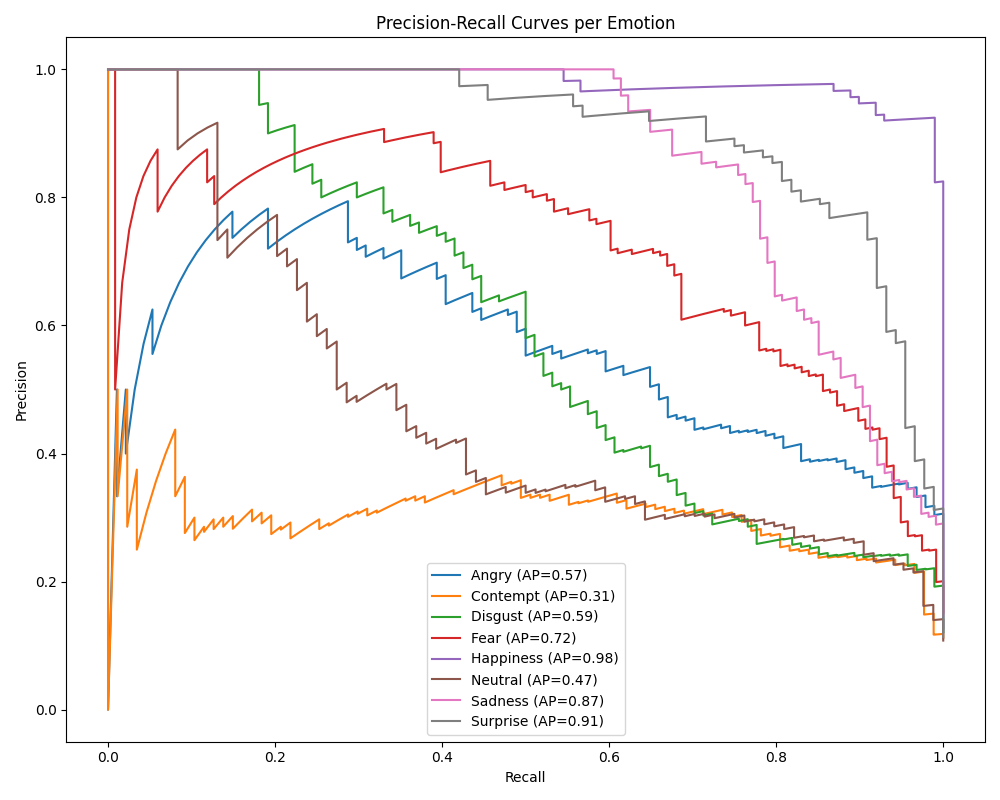 Precision-Recall Curves per Emotion
Precision
1.0
0.8
0.6
0.4
0.2
0.0
Angry (AP=0.57)
Contempt (AP=0.31)
Disgust (AP=0.59)
Fear (AP=0.72)
Happiness (AP=0.98)
Neutral (AP=0.47)
Sadness (AP=0.87)
Surprise (AP=0.91)
0.0 0.2 0.4 0.6 0.8 1.0
Recall